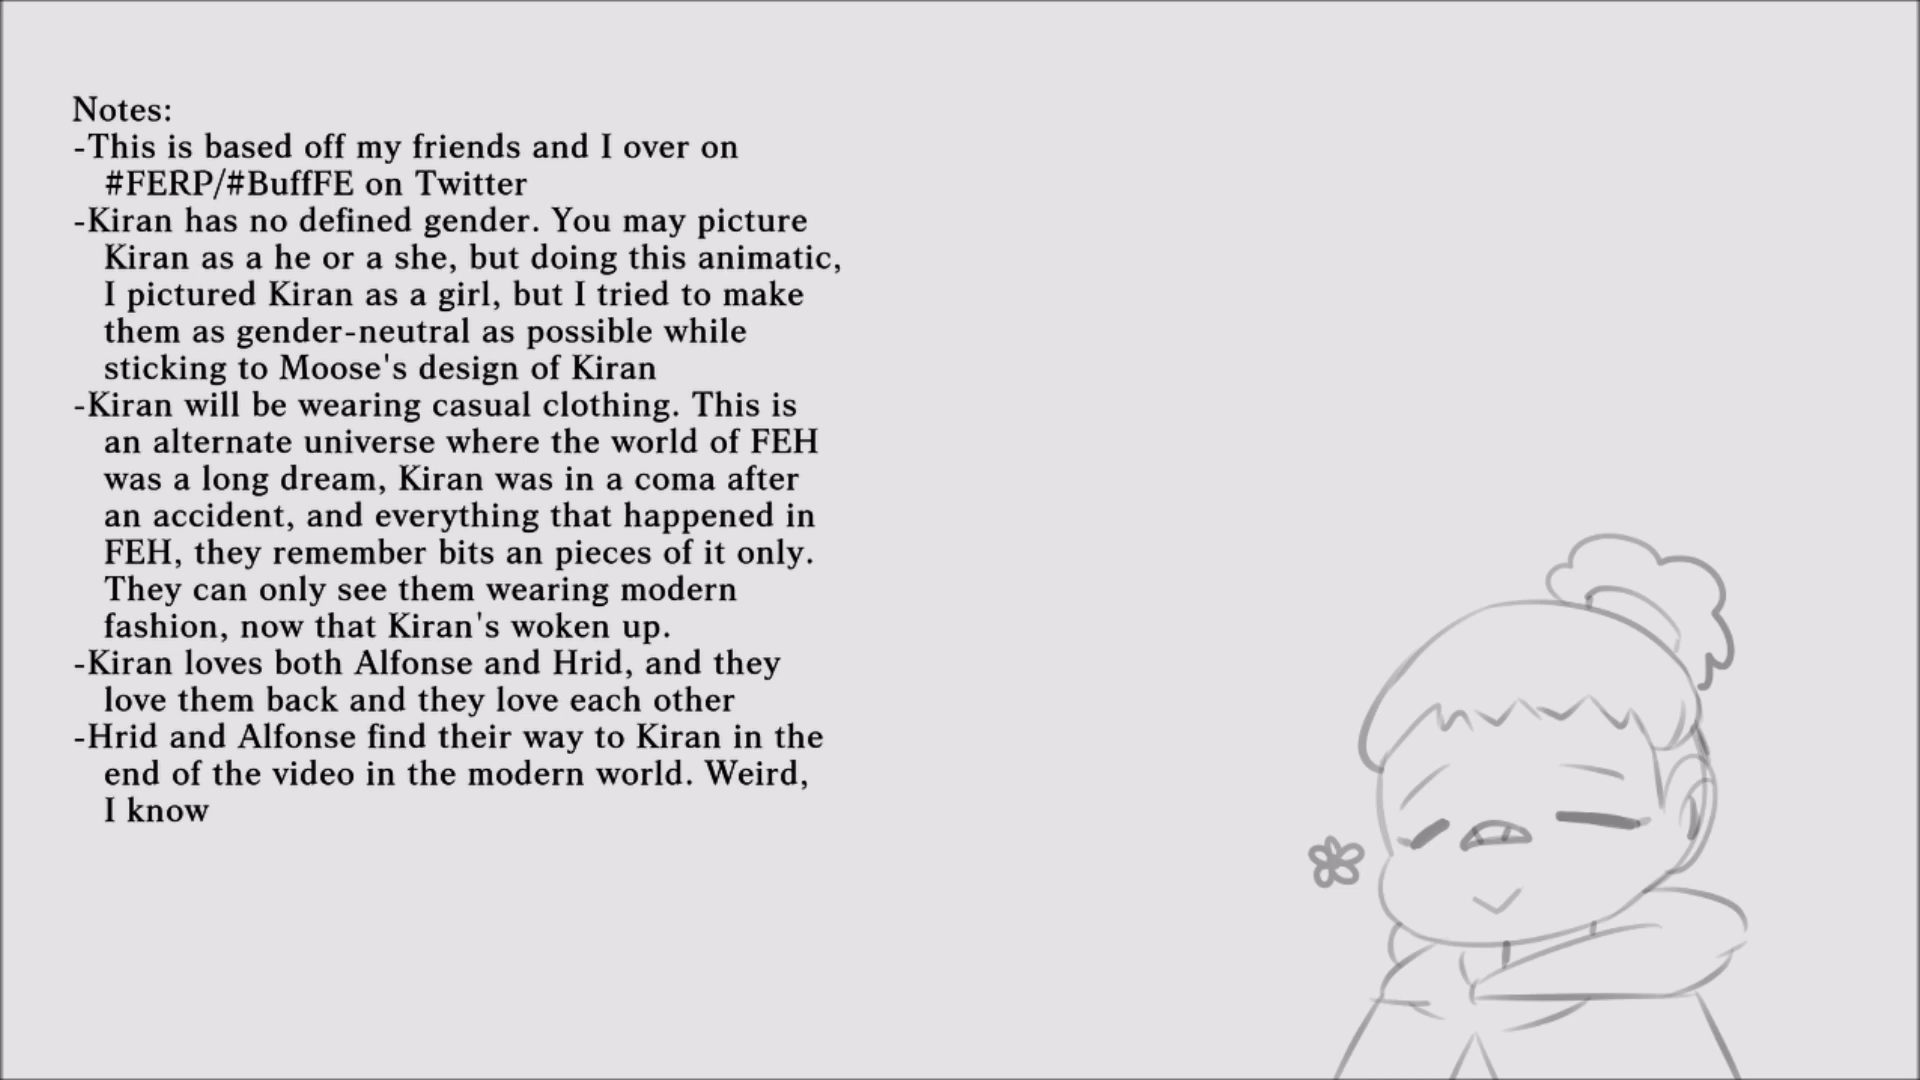 Notes:
-This is based off my friends and I over on
#FERP/#BuffFE on Twitter
-Kiran has no defined gender. You may picture
Kiran as a he or a she, but doing this animatic,
I pictured Kiran as a girl, but I tried to make
them as gender-neutral as possible while
sticking to Moose's design of Kiran
-Kiran will be wearing casual clothing. This is
an alternate universe where the world of FEH
was a long dream, Kiran was in a coma after
an accident, and everything that happened in
FEH, they remember bits an pieces of it only.
They can only see them wearing modern
fashion, now that Kiran's woken up.
-Kiran loves both Alfonse and Hrid, and they
love them back and they love each other
-Hrid and Alfonse find their way to Kiran in the
end of the video in the modern world. Weird,
I know